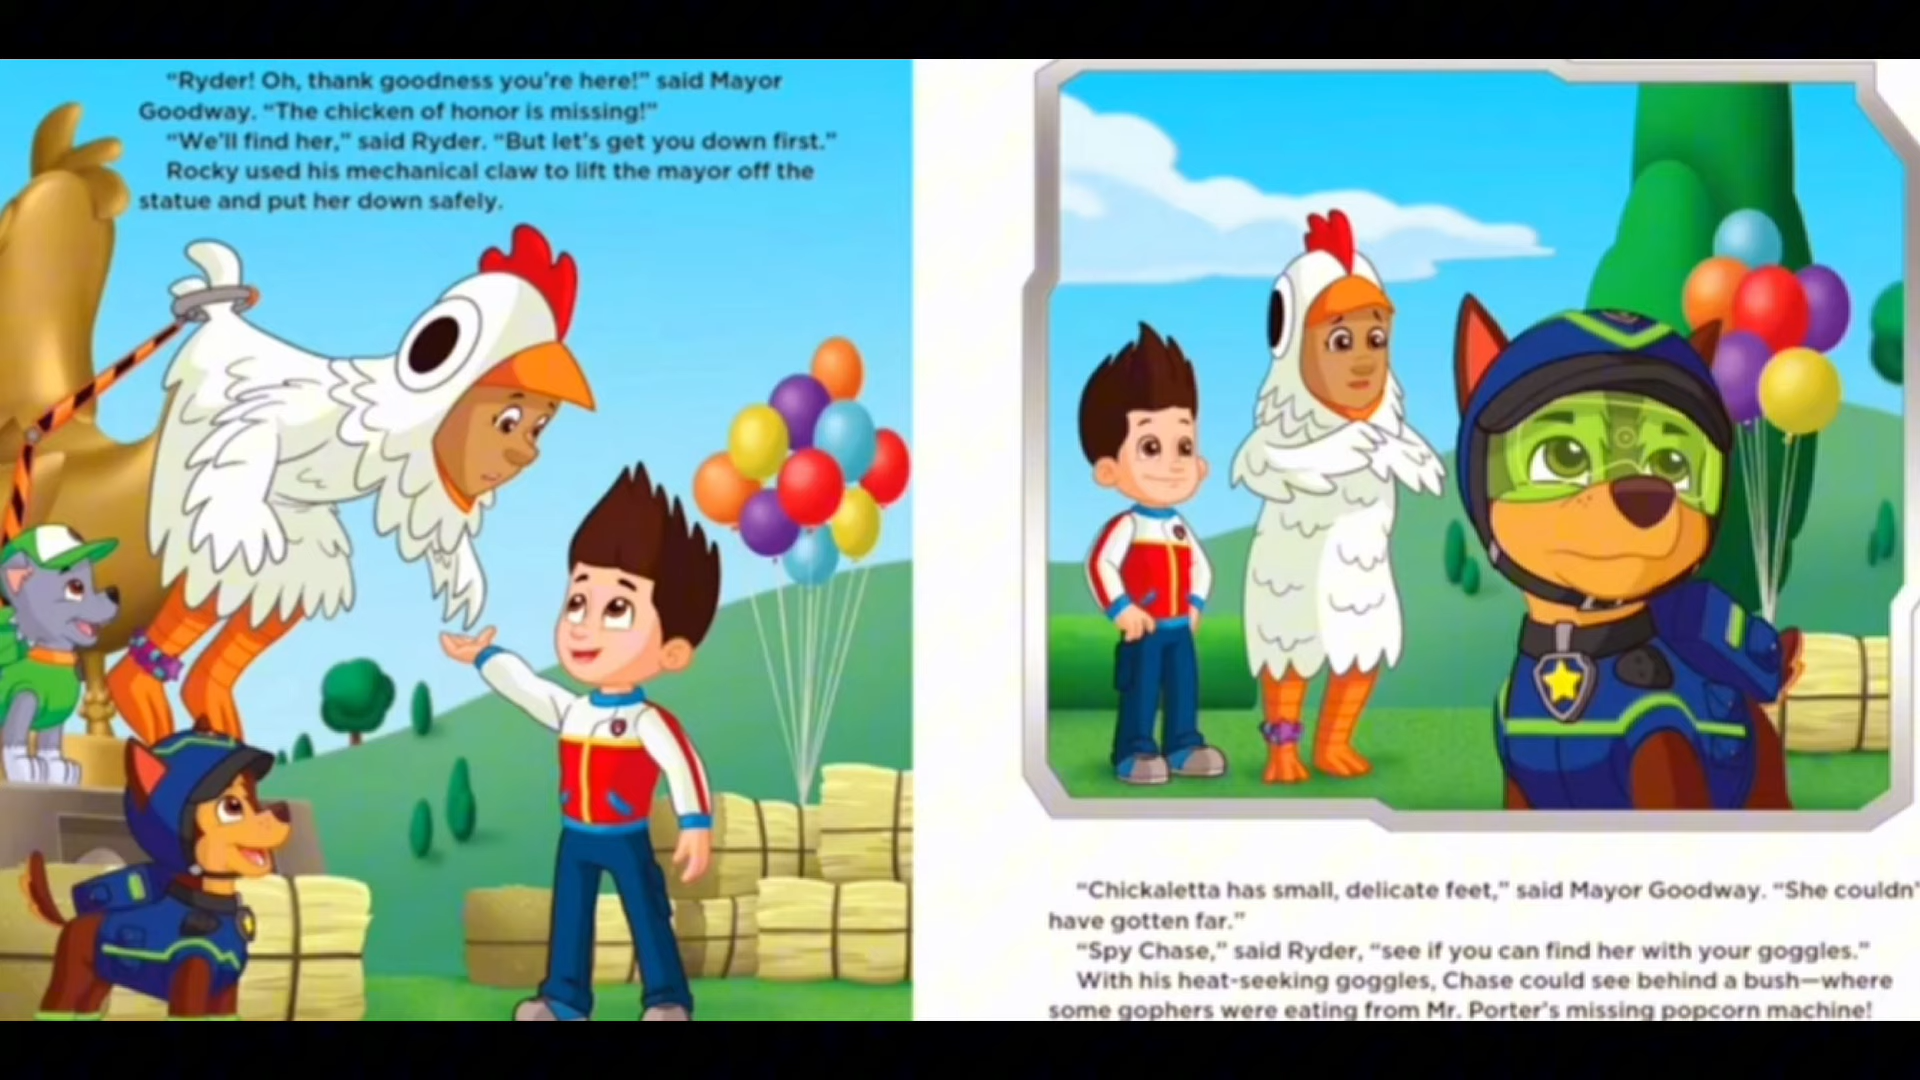 “Ryder! Oh, thank goodness you’re here!” said Mayor
Goodway. “The chicken of honor is missing!”
“We’ll find her,” said Ryder. “But let’s get you down first.”
Rocky used his mechanical claw to lift the mayor off the
statue and put her down safely.
“Chickaletta has small, delicate feet,” said Mayor Goodway. “She couldn’
have gotten far.”
“Spy Chase,” said Ryder, “see if you can find her with your goggles.”
With his heat-seeking goggles, Chase could see behind a bush—where
some gophers were eating from Mr. Porter’s missing popcorn machine!